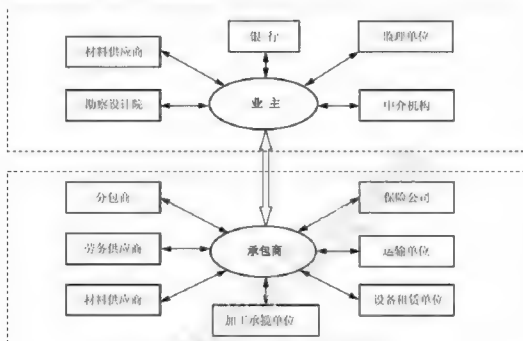 银 行
材料供应商
监理单位
业 主
勘察设计院
中介机构
分包商
保险公司
劳务供应商
承包商
运输单位
材料供应商
设备租赁单位
加工承揽单位